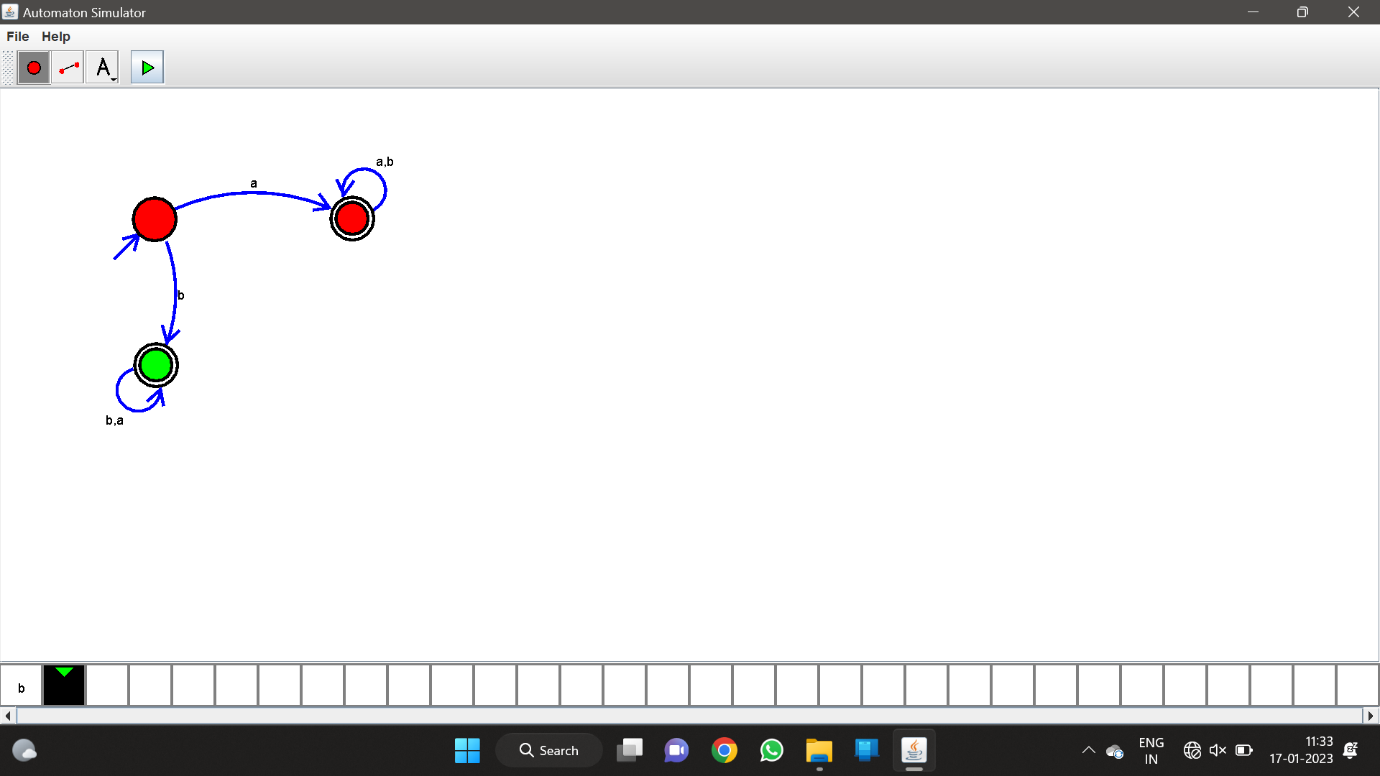 Automaton Simulator
File Help
A
a,b
a
b
b,a
b
Search
ENG
IN
11:33
17-01-2023